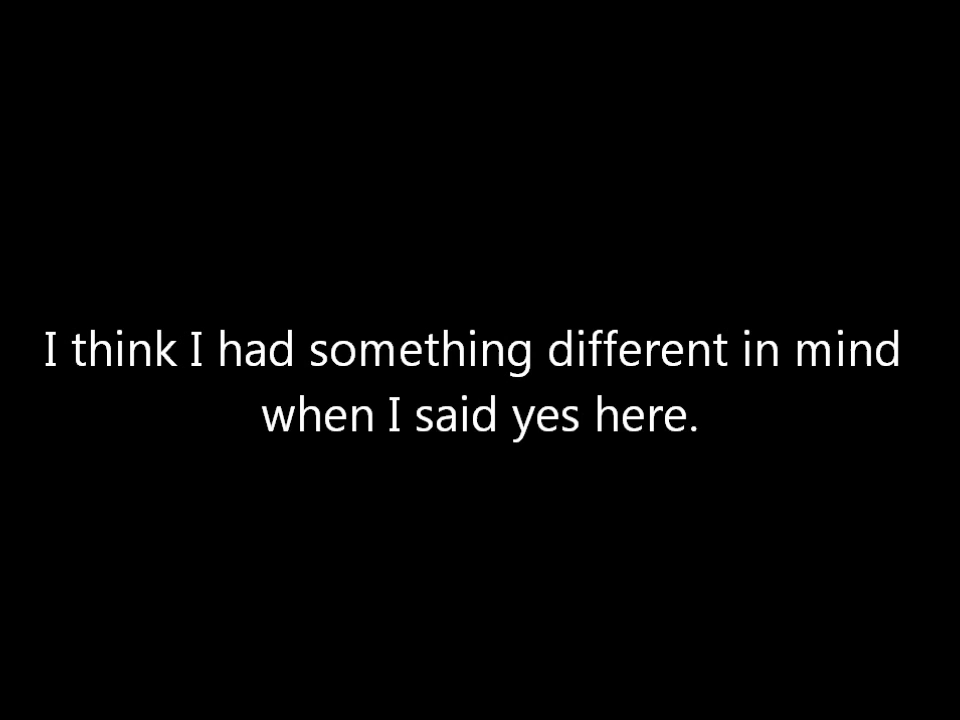 I think I had something different in mind
when I said yes here.